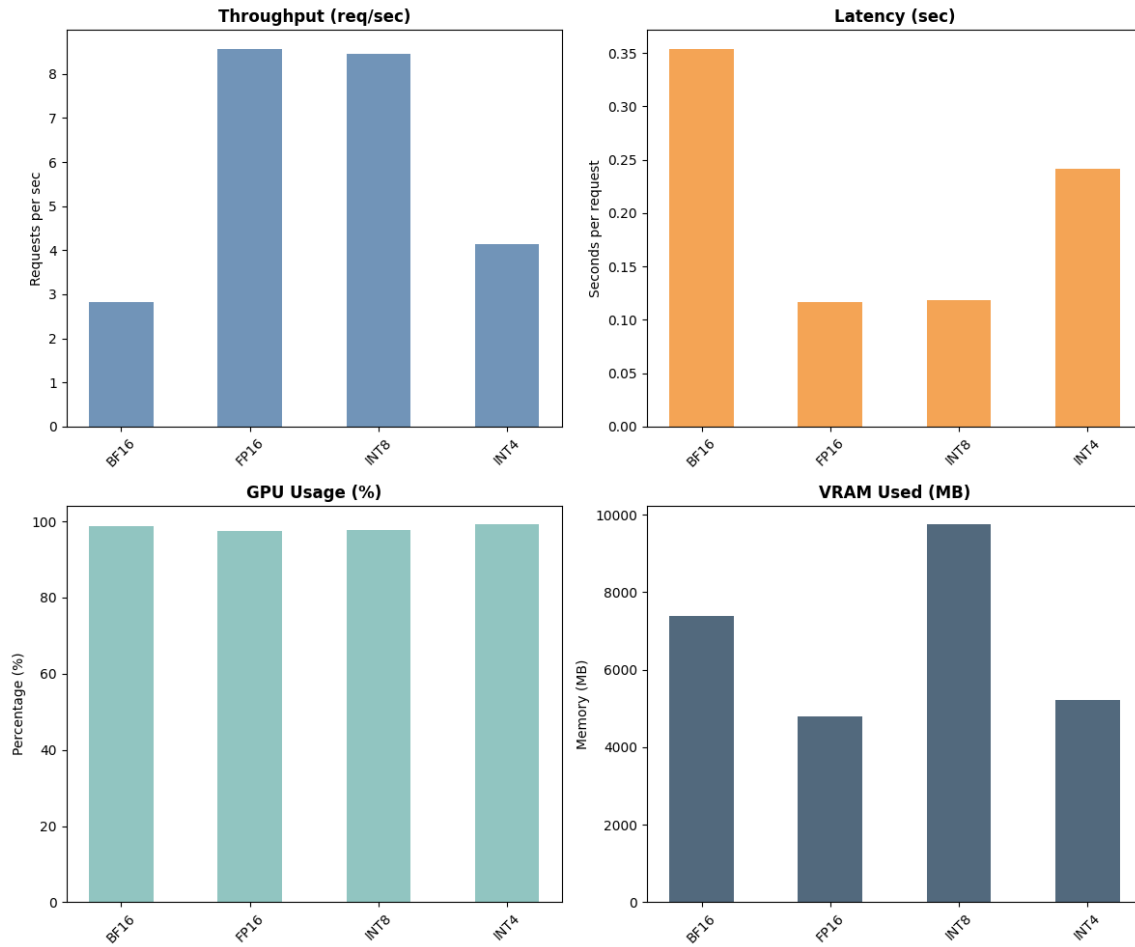 Throughput (req/sec)
Requests per sec
8
7
6
5
4
3
2
1
0
BF16
FP16
INT8
INT4
Latency (sec)
Seconds per request
0.35
0.30
0.25
0.20
0.15
0.10
0.05
0.00
BF16
FP16
INT8
INT4
GPU Usage (%)
Percentage (%)
100
80
60
40
20
0
BF16
FP16
INT8
INT4
VRAM Used (MB)
Memory (MB)
10000
8000
6000
4000
2000
0
BF16
FP16
INT8
INT4